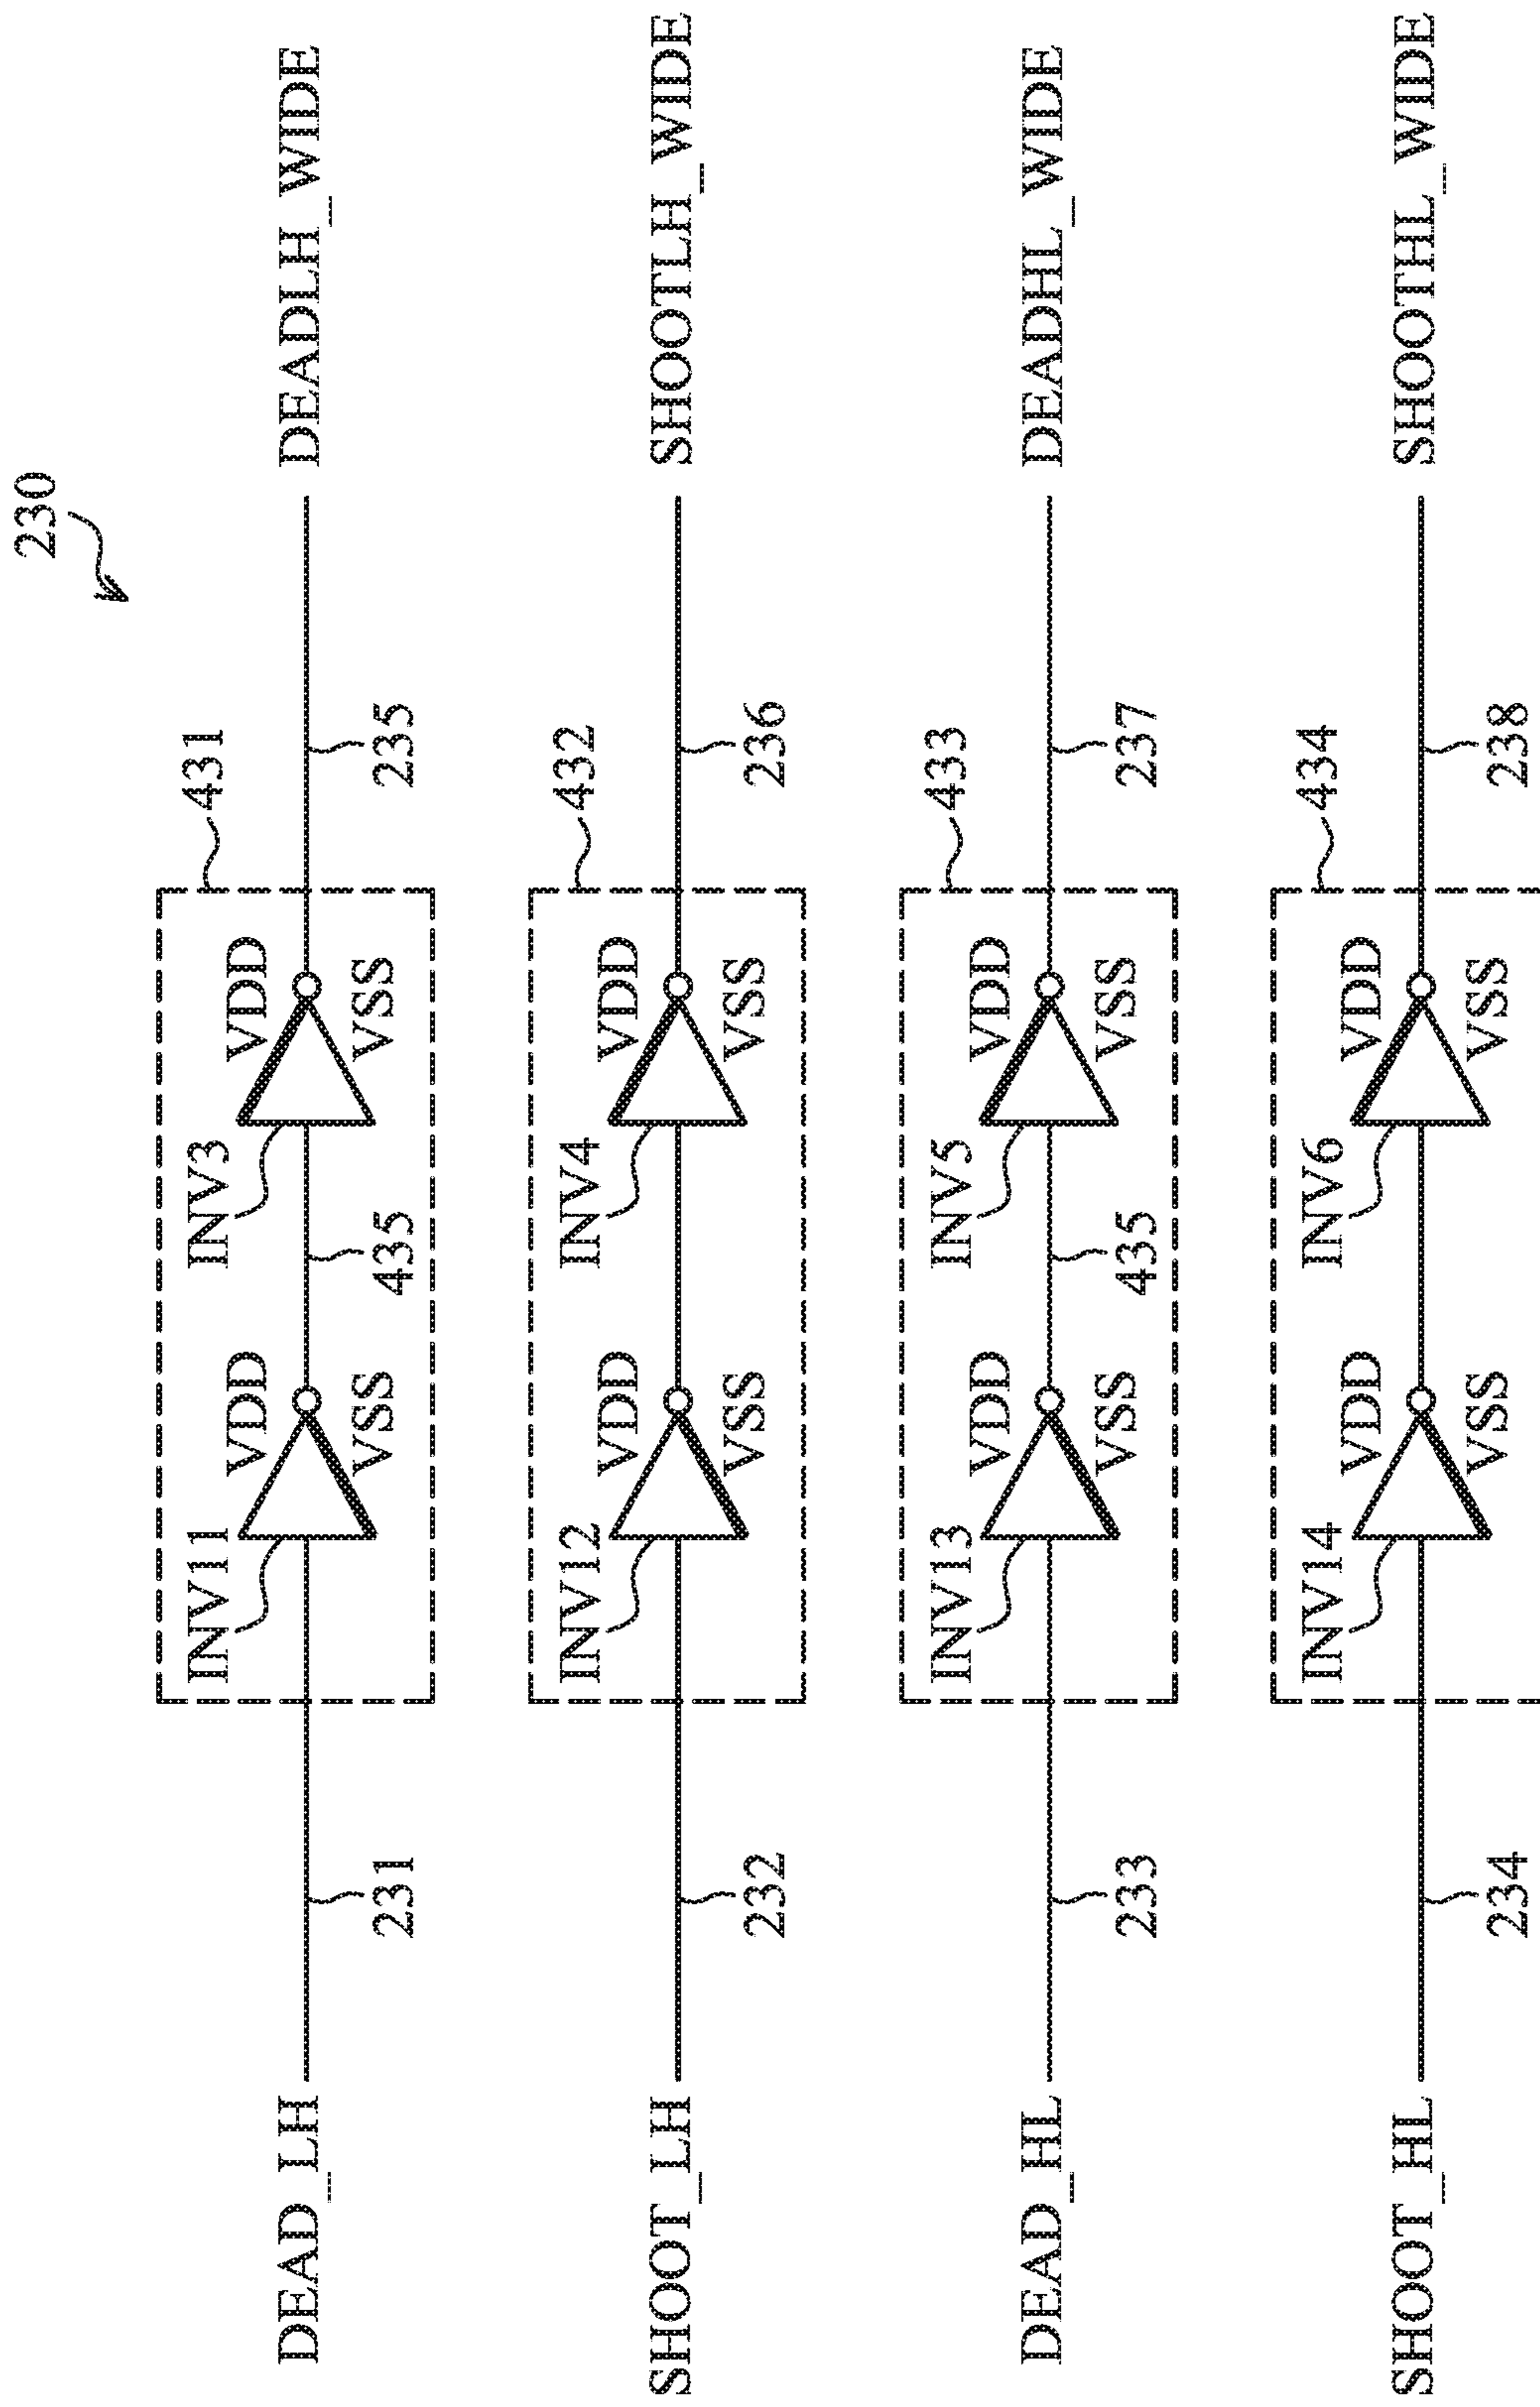 230
DEAD_LH
231
INV11
VDD
VSS
435
INV3
VDD
VSS
431
235
DEADLH_WIDE
SHOOT_LH
232
INV12
VDD
VSS
INV4
VDD
VSS
432
236
SHOOTLH_WIDE
DEAD_HL
233
INV13
VDD
VSS
435
INV5
VDD
VSS
433
237
DEADHL_WIDE
SHOOT_HL
234
INV14
VDD
VSS
INV6
VDD
VSS
434
238
SHOOTHL_WIDE